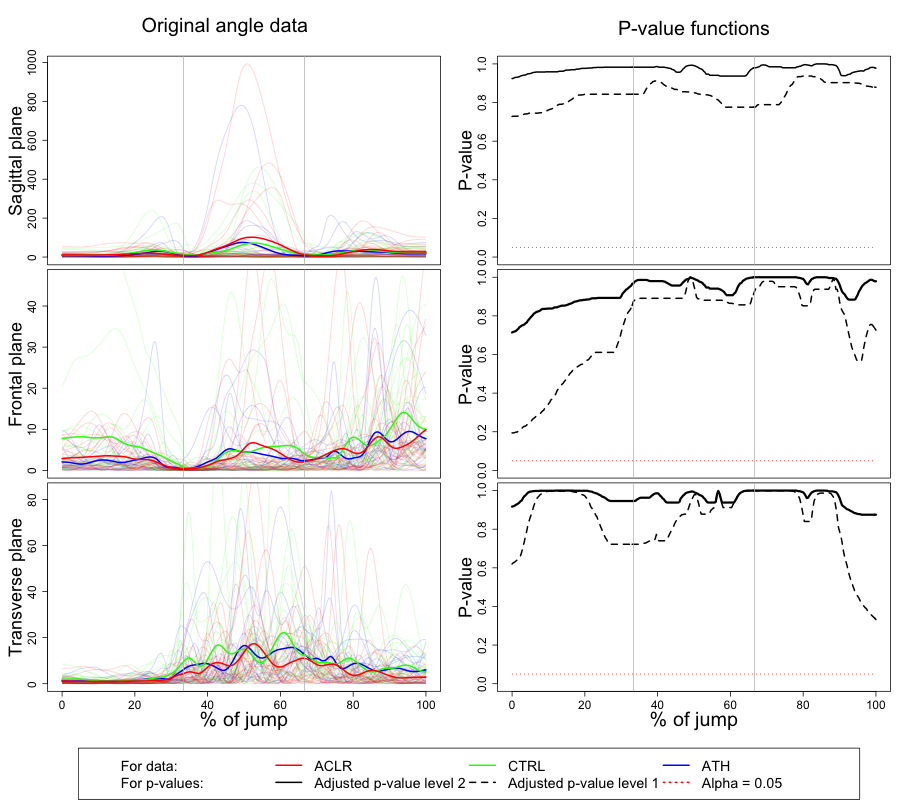 Original angle data
P-value functions
Sagittal plane
0 200 400 600 800 1000
P-value
0.0 0.2 0.4 0.6 0.8 1.0
Frontal plane
0 10 20 30 40
P-value
0.0 0.2 0.4 0.6 0.8 1.0
Transverse plane
0 20 40 60 80
P-value
0.0 0.2 0.4 0.6 0.8 1.0
0 20 40 60 80 100
% of jump
0 20 40 60 80 100
% of jump
For data: ACLR CTRL ATH
For p-values: Adjusted p-value level 2 Adjusted p-value level 1 Alpha = 0.05